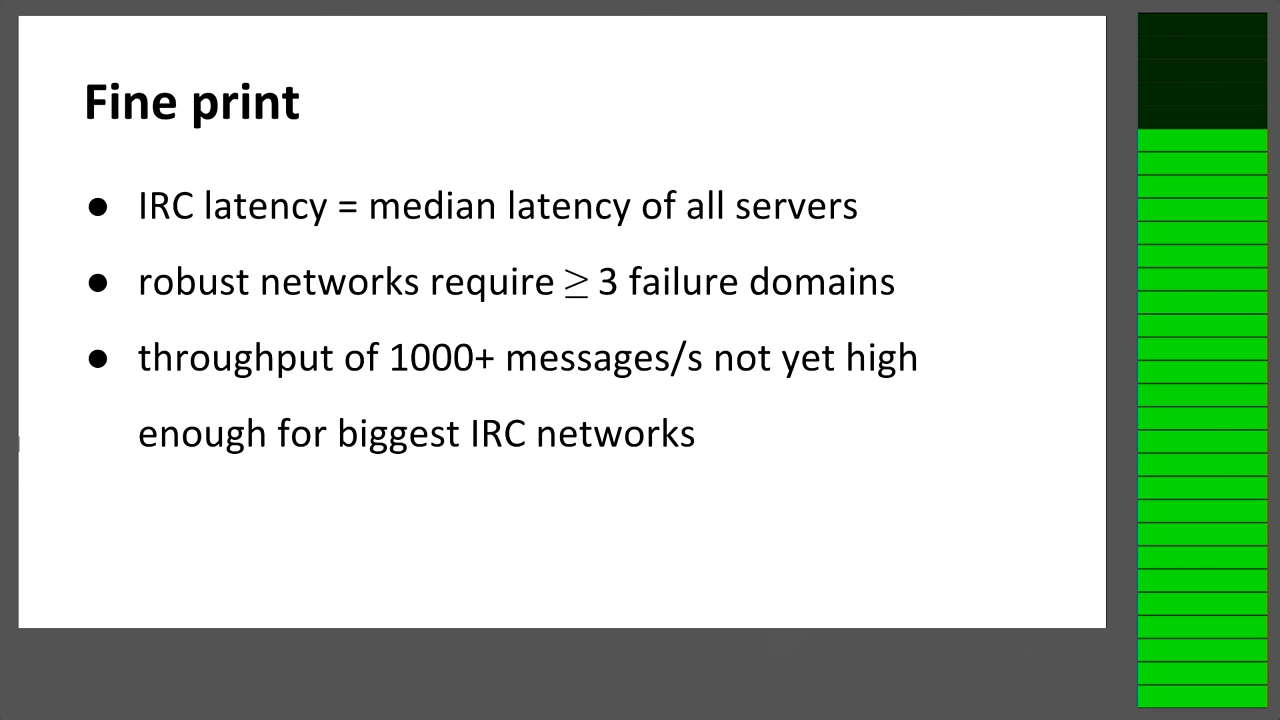 Fine print
● IRC latency = median latency of all servers
● robust networks require ≥ 3 failure domains
● throughput of 1000+ messages/s not yet high
enough for biggest IRC networks